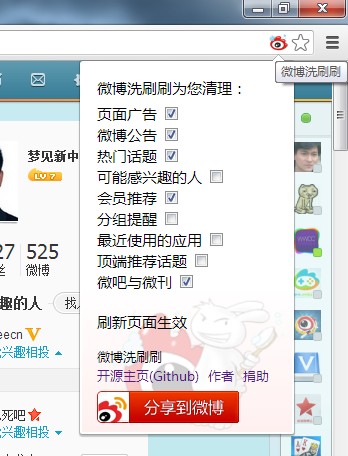 微博洗刷刷
微博洗刷刷为您清理：
页面广告
微博公告
热门话题
可能感兴趣的人
会员推荐
分组提醒
最近使用的应用
顶端推荐话题
微吧与微刊
刷新页面生效
微博洗刷刷
开源主页(Github) 作者 捐助
分享到微博
梦见新中
LV 7
27 525
微博
趣的人
eecn V
兴趣相投
死吧
兴趣相投